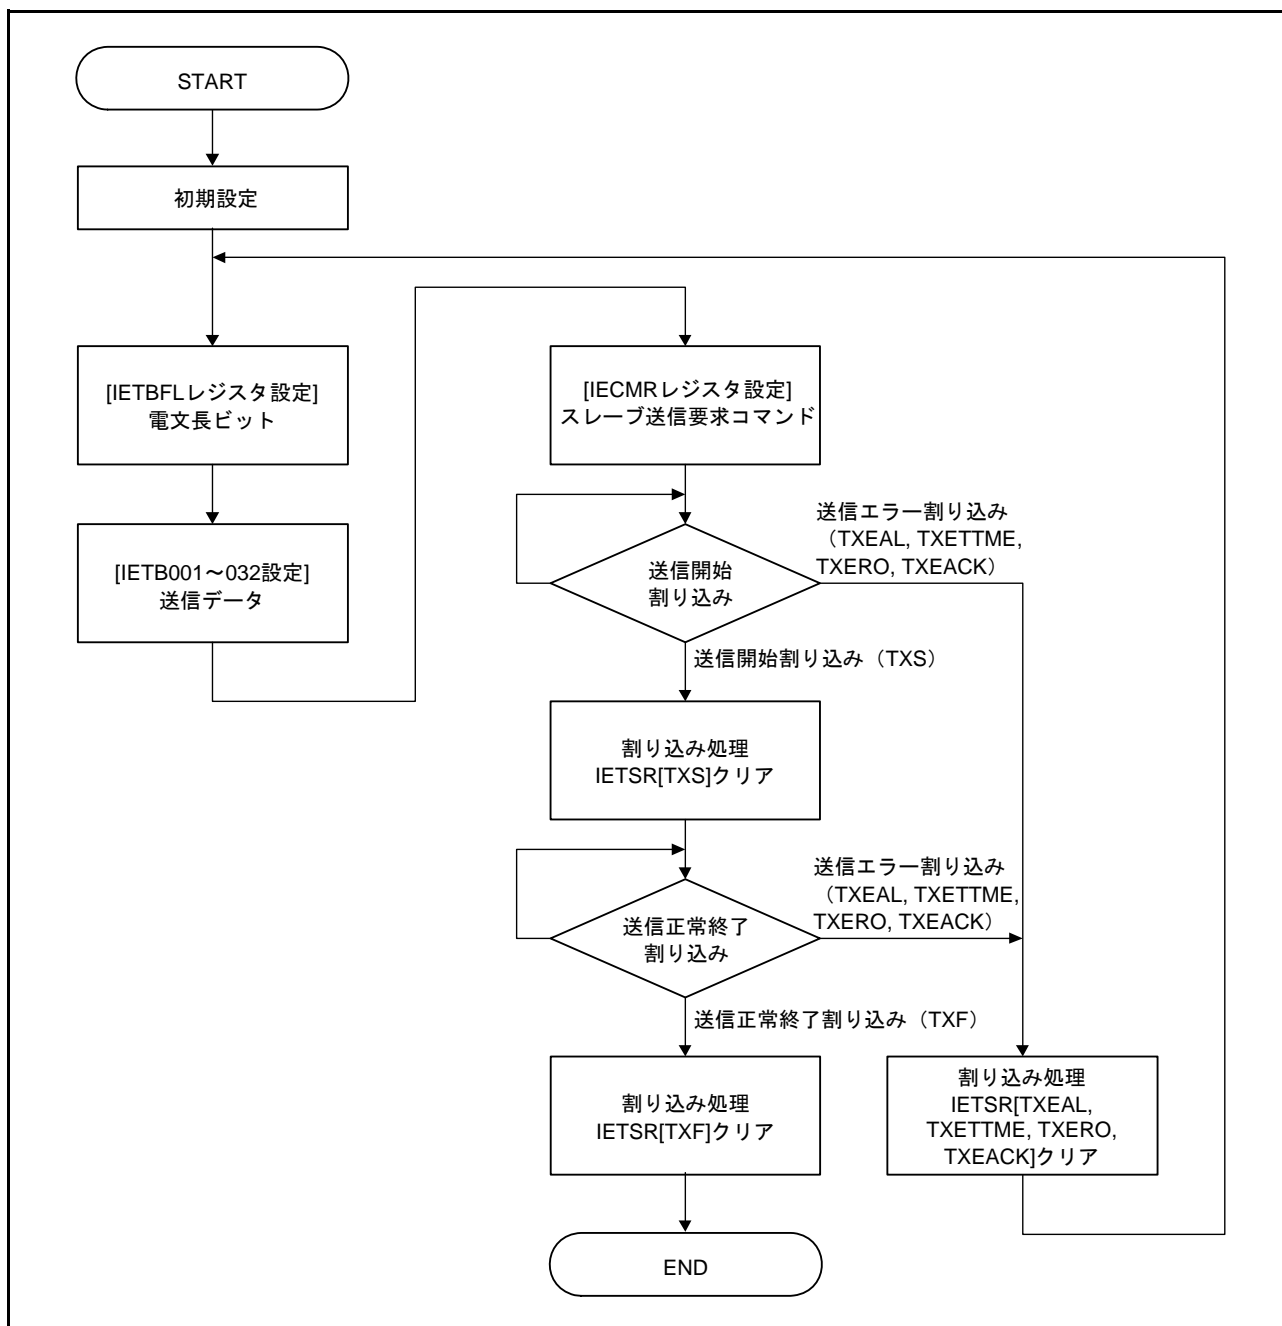 START
初期設定
[IETBFLレジスタ設定]
電文長ビット
[IETB001～032設定]
送信データ
[IECMRレジスタ設定]
スレーブ送信要求コマンド
送信開始
割り込み
送信エラー割り込み
（TXEAL, TXETTME,
TXERO, TXEACK）
送信開始割り込み（TXS）
割り込み処理
IETSR[TXS]クリア
送信正常終了
割り込み
送信エラー割り込み
（TXEAL, TXETTME,
TXERO, TXEACK）
送信正常終了割り込み（TXF）
割り込み処理
IETSR[TXF]クリア
割り込み処理
IETSR[TXEAL,
TXETTME, TXERO,
TXEACK]クリア
END